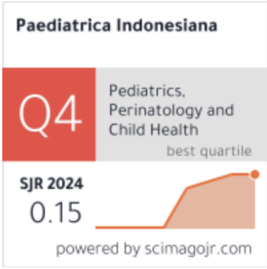 Paediatrica Indonesiana
Q4
Pediatrics,
Perinatology and
Child Health
best quartile
SJR 2024
0.15
powered by scimagojr.com